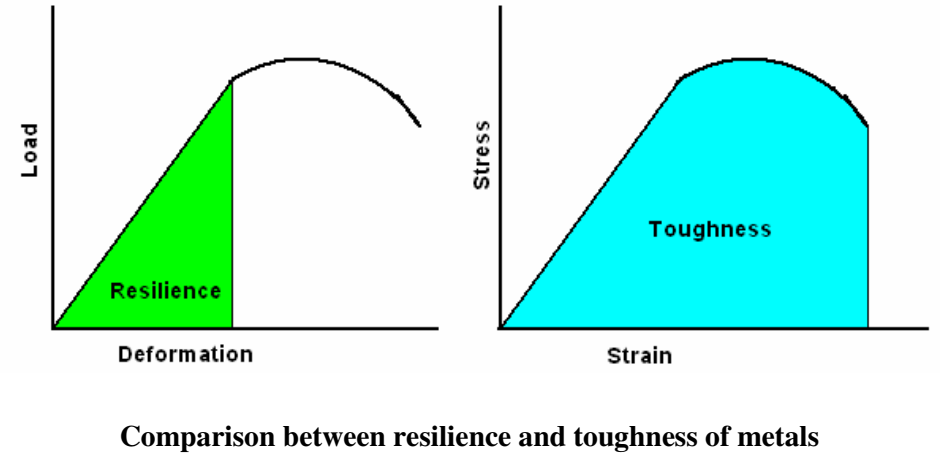 Load
Resilience
Deformation
Stress
Toughness
Strain
Comparison between resilience and toughness of metals